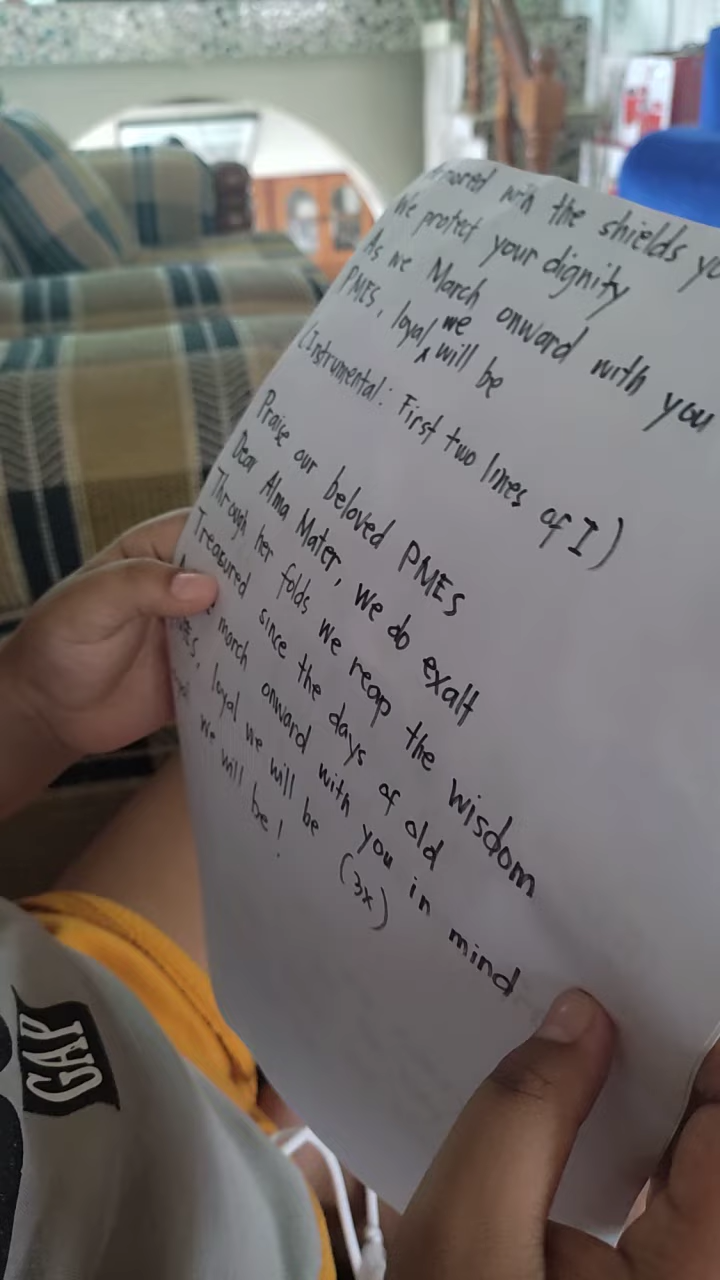 with the shields
We protect your dignity
As we March onward with you
PMES, loyal we will be
(Instrumental: First two lines of I)
Praise our beloved PMES
Dear Alma Mater, we do exalt
Through her folds we reap the wisdom
Treasured since the days of old
march onward with you in mind
loyal we will be (3x)
we will be!
GAP